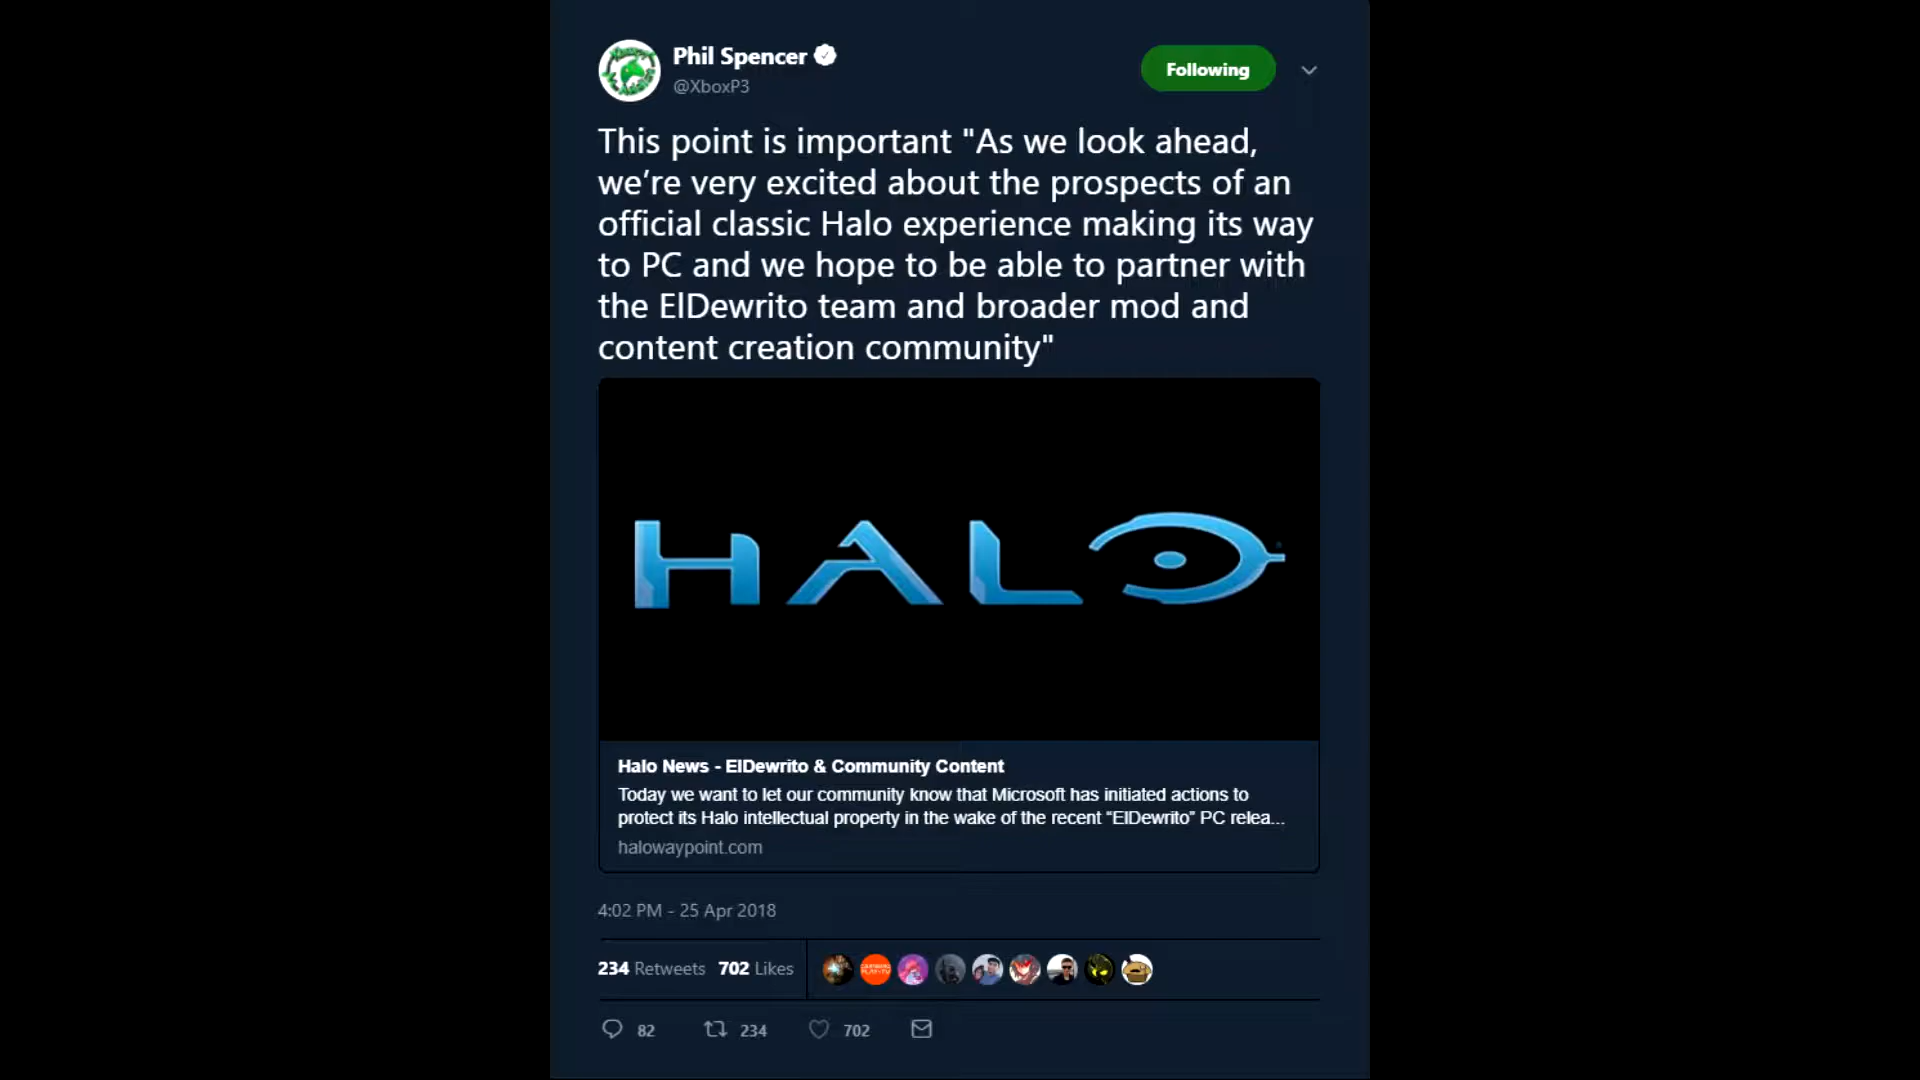 Phil Spencer
@XboxP3
Following
This point is important "As we look ahead,
we’re very excited about the prospects of an
official classic Halo experience making its way
to PC and we hope to be able to partner with
the ElDewrito team and broader mod and
content creation community"
HALO
Halo News - ElDewrito & Community Content
Today we want to let our community know that Microsoft has initiated actions to
protect its Halo intellectual property in the wake of the recent “ElDewrito” PC relea...
halowaypoint.com
4:02 PM - 25 Apr 2018
234 Retweets 702 Likes
82 234 702